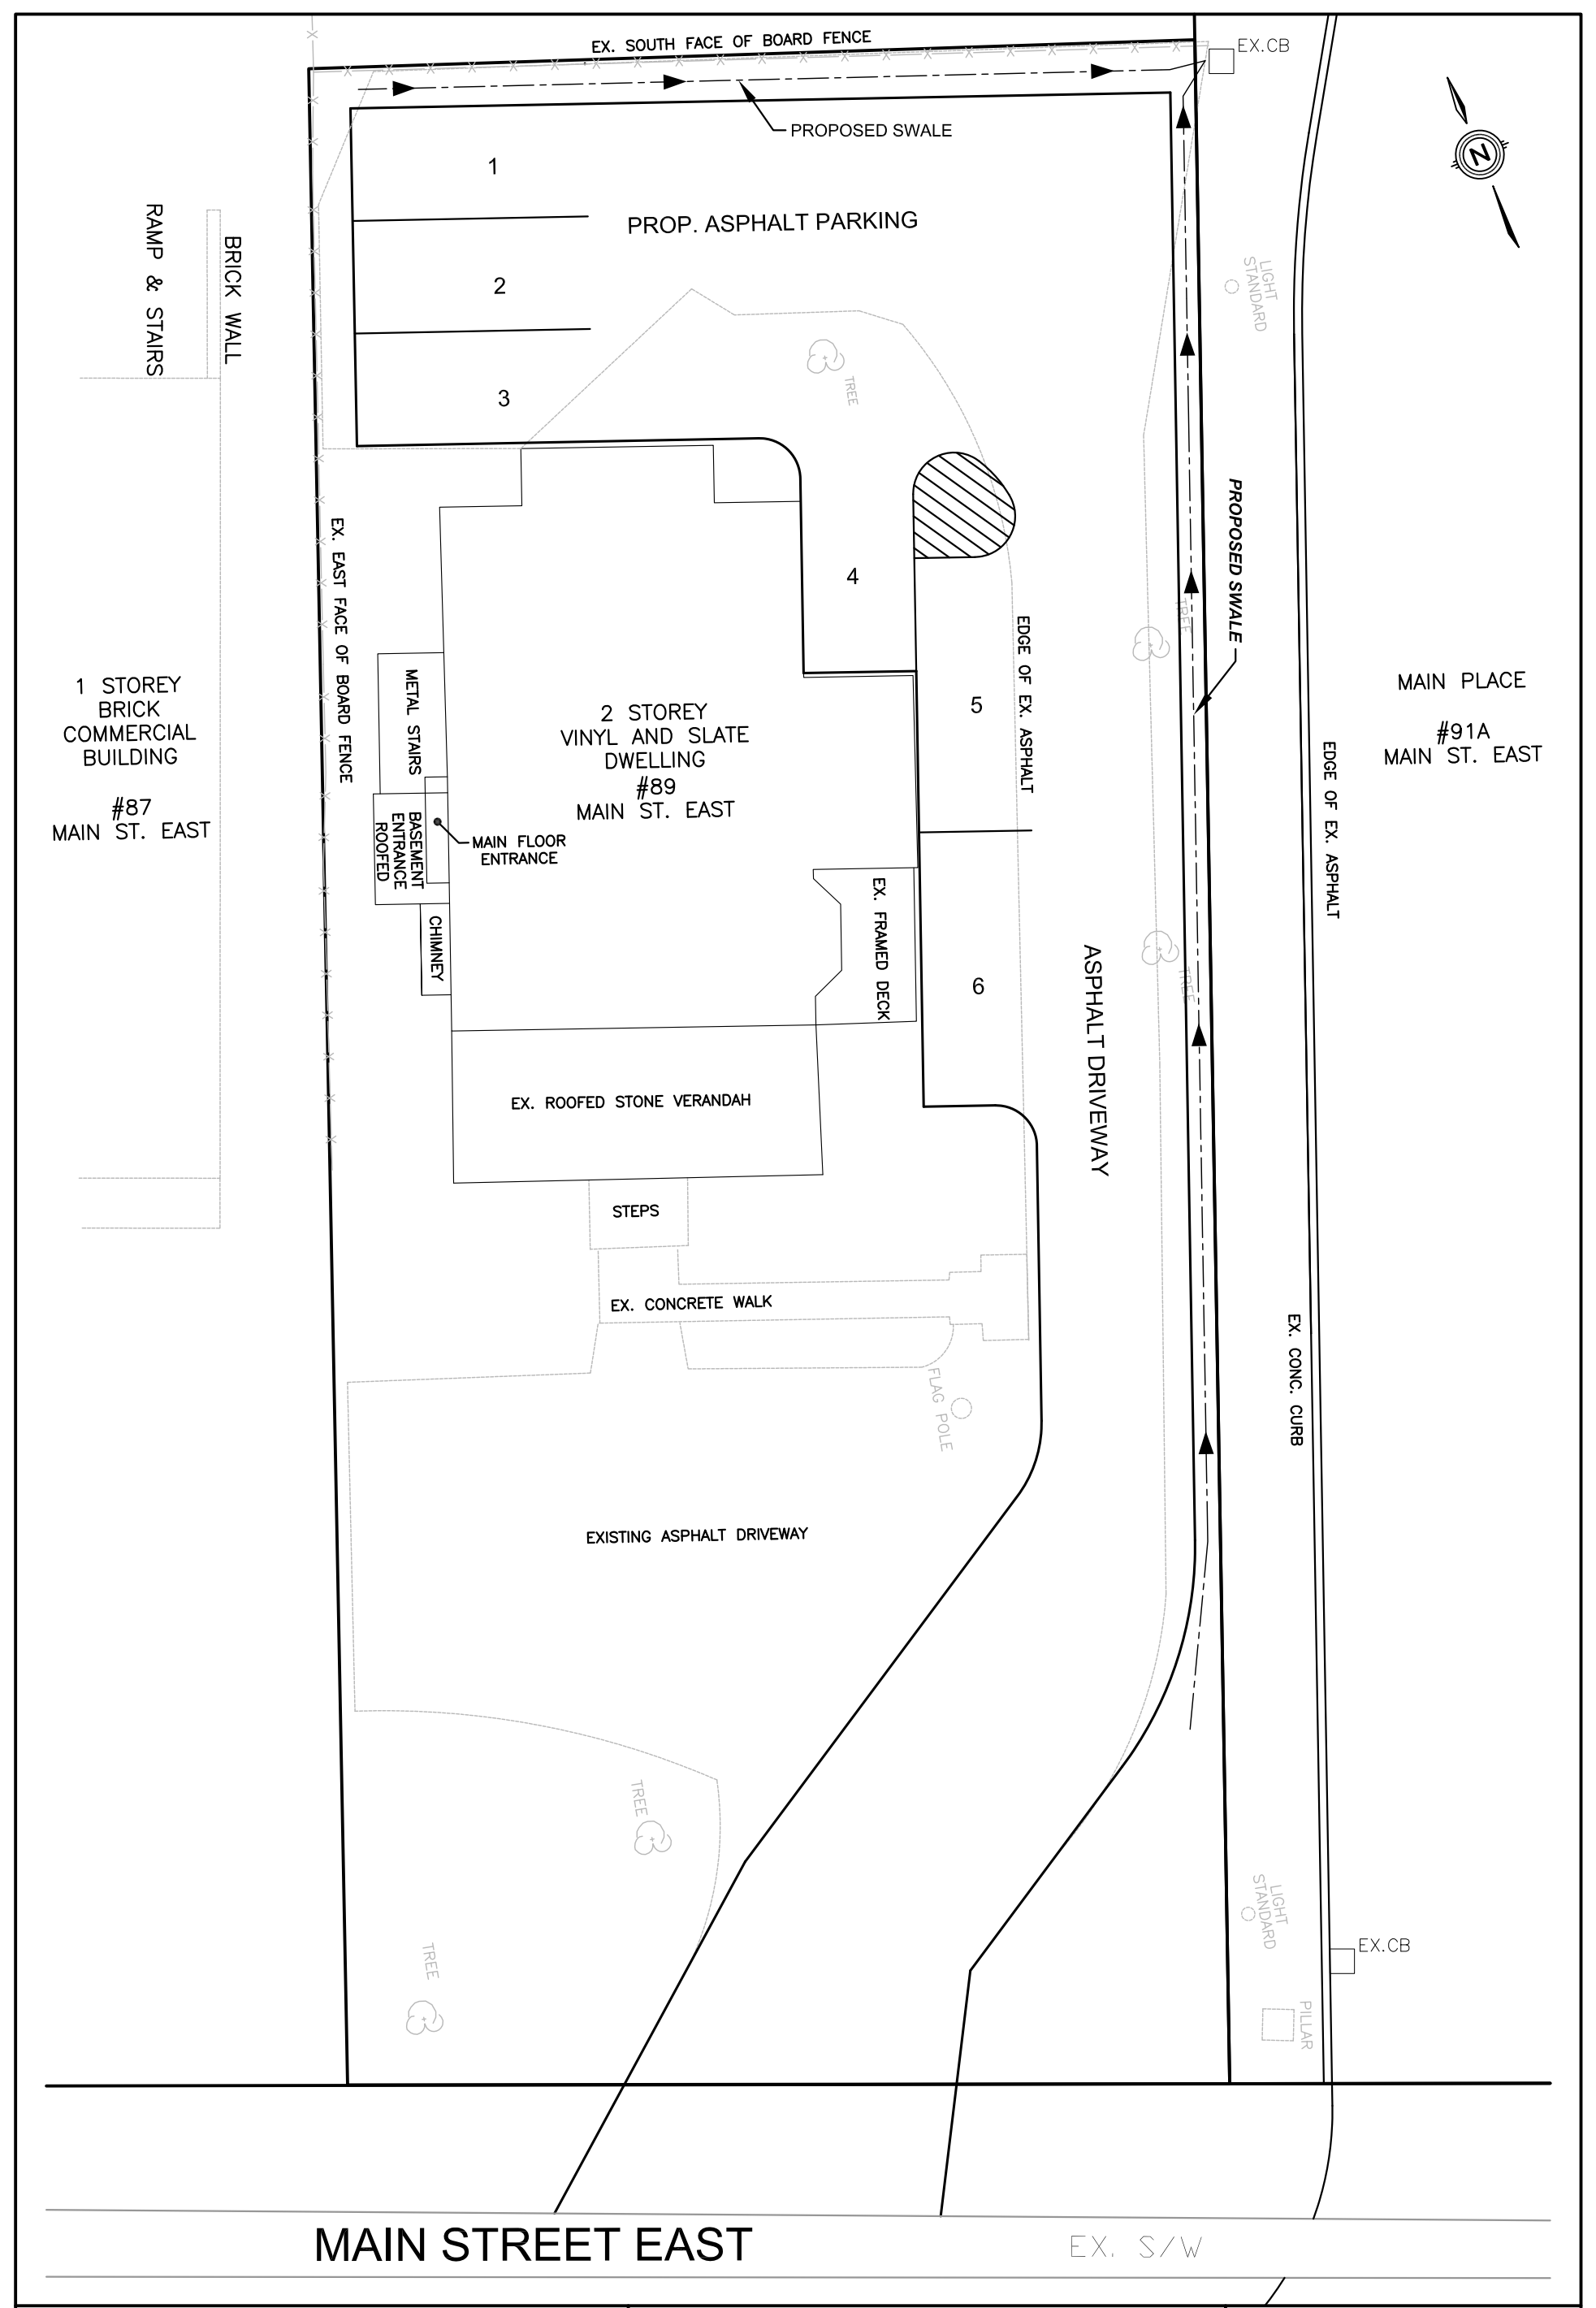 EX. SOUTH FACE OF BOARD FENCE
EX.CB
PROPOSED SWALE
N
1
PROP. ASPHALT PARKING
2
3
RAMP & STAIRS
BRICK WALL
LIGHT
STANDARD
TREE
4
EX. EAST FACE OF BOARD FENCE
PROPOSED SWALE
TREE
EDGE OF EX. ASPHALT
5
METAL STAIRS
1 STOREY
BRICK
COMMERCIAL
BUILDING
#87
MAIN ST. EAST
2 STOREY
VINYL AND SLATE
DWELLING
#89
MAIN ST. EAST
MAIN PLACE
#91A
MAIN ST. EAST
EDGE OF EX. ASPHALT
BASEMENT
ENTRANCE
ROOFED
MAIN FLOOR
ENTRANCE
CHIMNEY
EX. FRAMED DECK
6
TREE
ASPHALT DRIVEWAY
EX. ROOFED STONE VERANDAH
STEPS
EX. CONCRETE WALK
FLAG POLE
EX. CONC. CURB
EXISTING ASPHALT DRIVEWAY
TREE
TREE
LIGHT
STANDARD
EX.CB
PILLAR
MAIN STREET EAST
EX. S/W